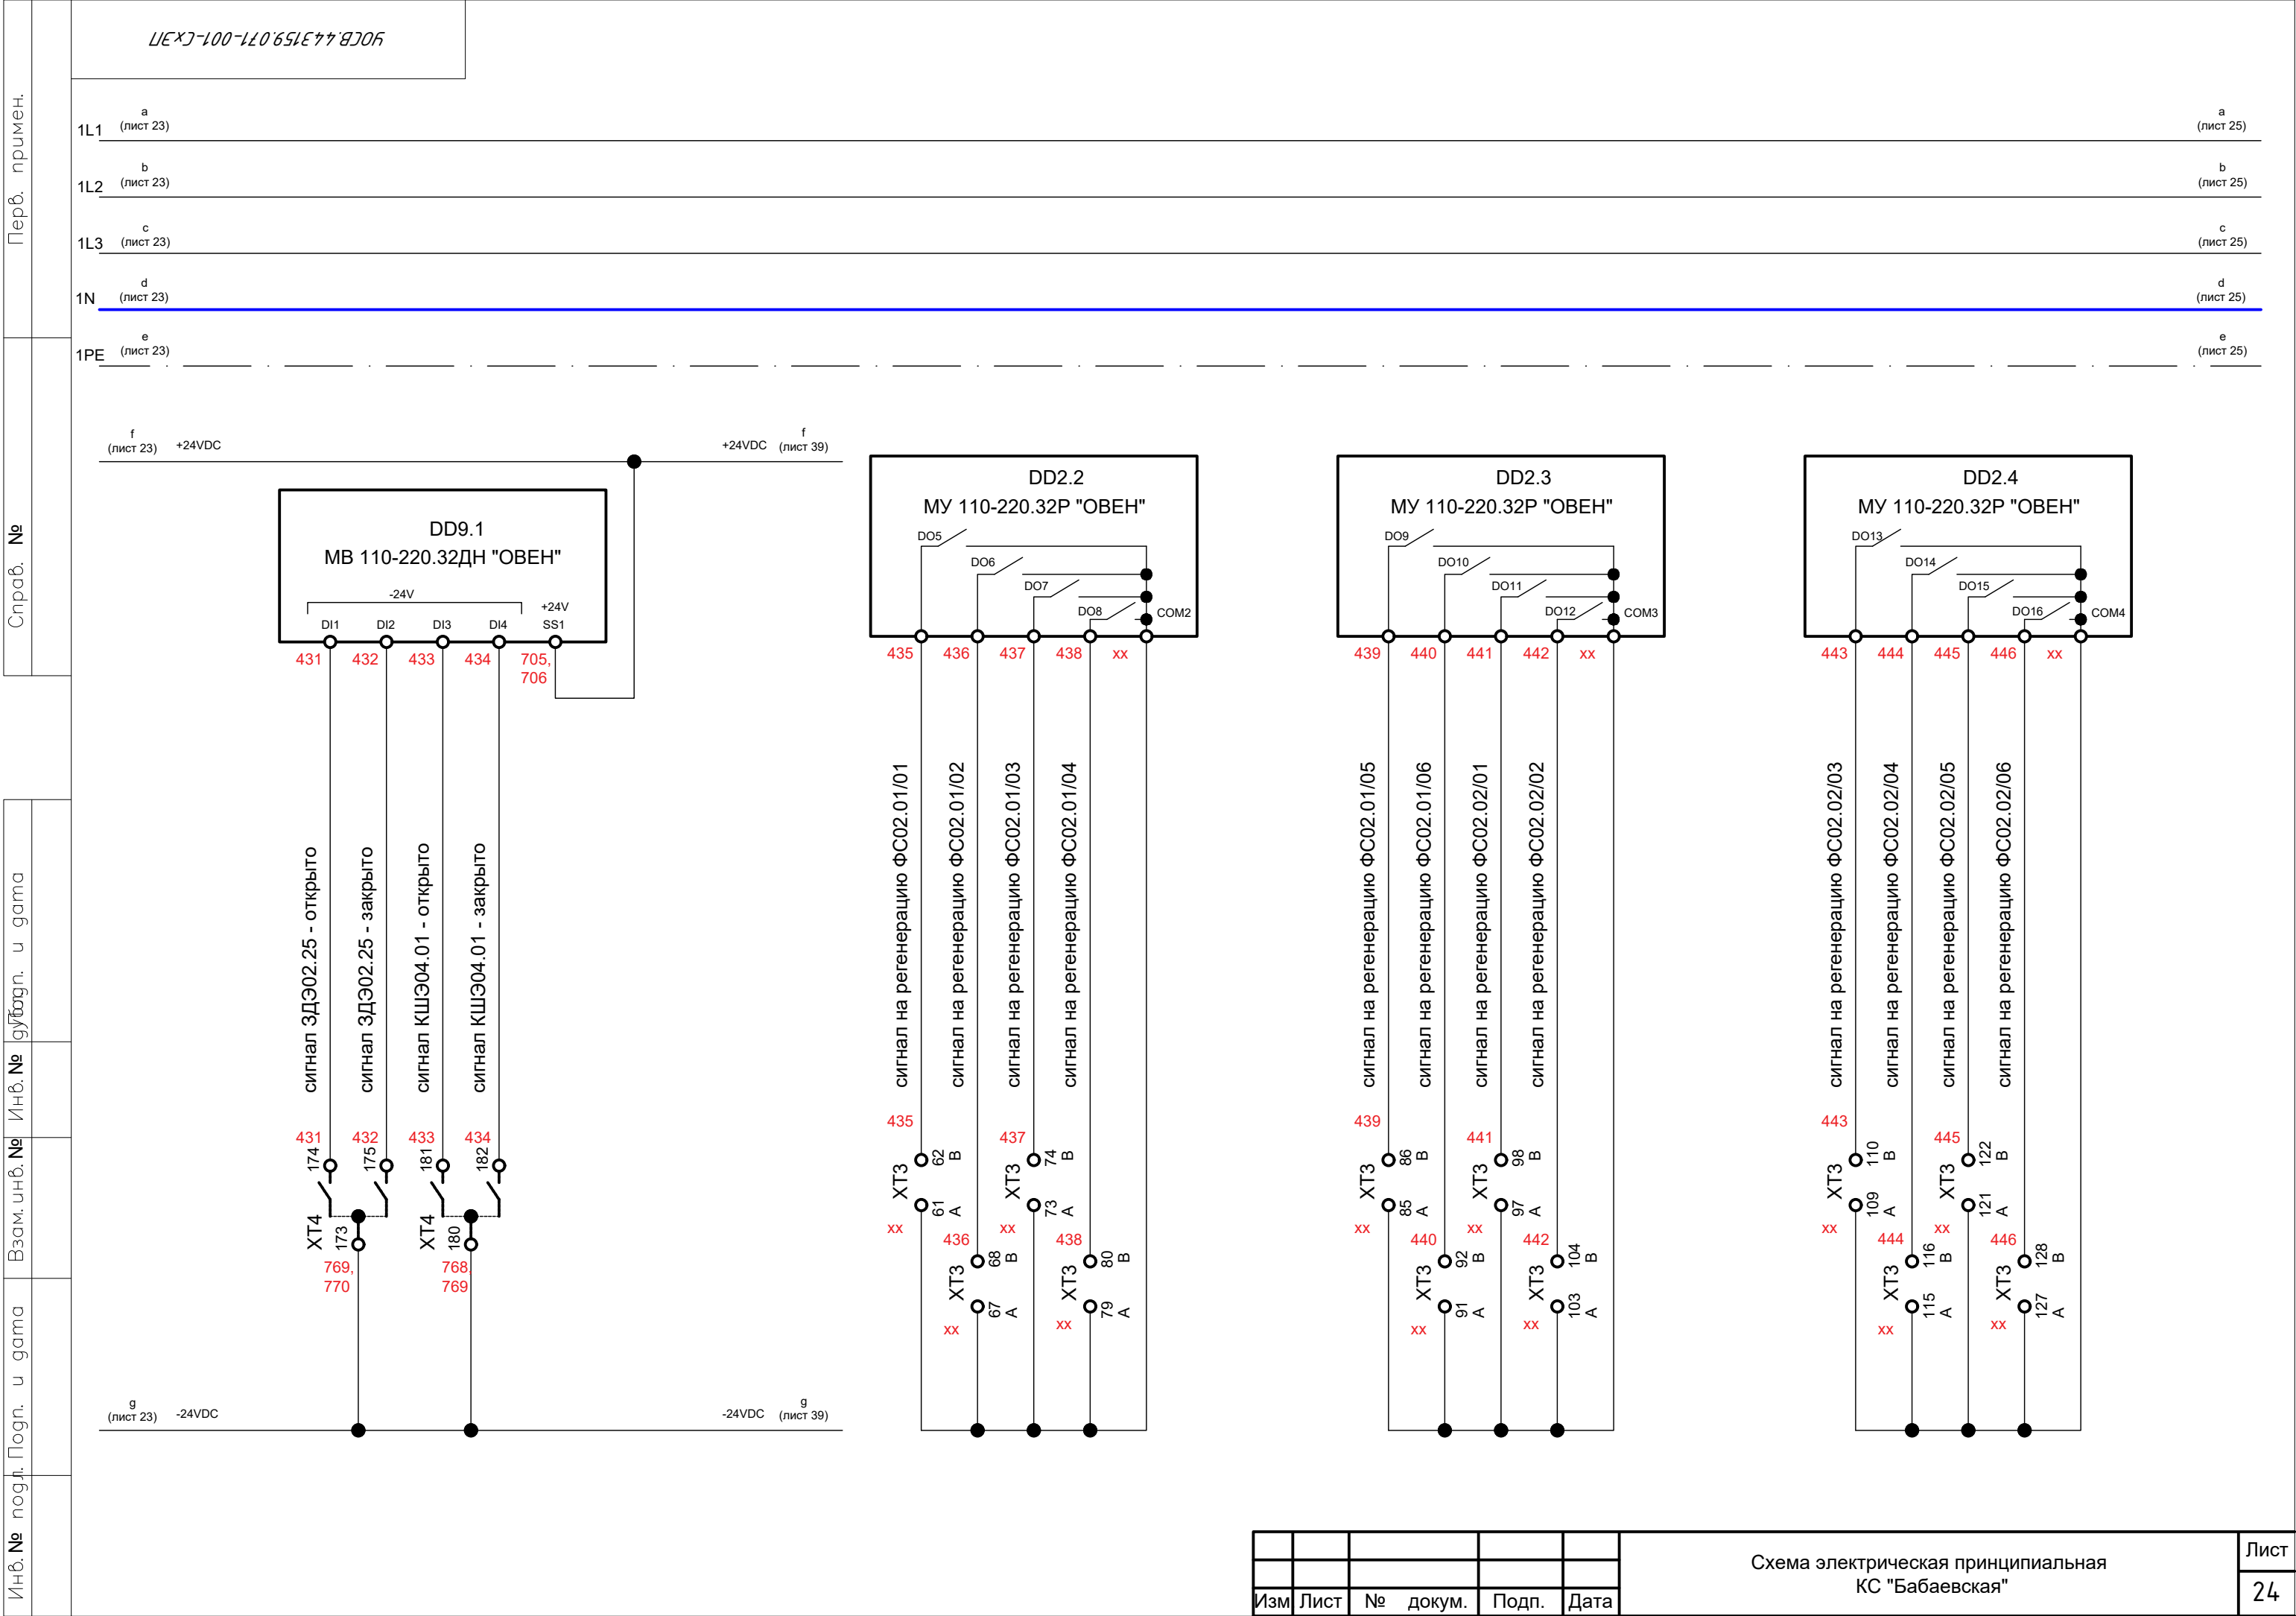 УОСВ.443159.071-001-СхЭП
Перв. примен.
Справ. №
Подп. и дата
Инв. № дубл.
Взам. инв. №
Подп. и дата
Инв. № подл.
1L1
a
(лист 23)
a
(лист 25)
1L2
b
(лист 23)
b
(лист 25)
1L3
c
(лист 23)
c
(лист 25)
1N
d
(лист 23)
d
(лист 25)
1PE
e
(лист 23)
e
(лист 25)
f
(лист 23) +24VDC
f
+24VDC (лист 39)
DD9.1
МВ 110-220.32ДН "ОВЕН"
-24V
+24V
DI1 DI2 DI3 DI4 SS1
431 432 433 434 705,
706
сигнал ЗДЭ02.25 - открыто
сигнал ЗДЭ02.25 - закрыто
сигнал КШЭ04.01 - открыто
сигнал КШЭ04.01 - закрыто
431 432 433 434
174 175 181 182
XT4 173 XT4 180
769, 768,
770 769
g
(лист 23) -24VDC
g
-24VDC (лист 39)
DD2.2
МУ 110-220.32Р "ОВЕН"
DO5
DO6
DO7
DO8 COM2
435 436 437 438 xx
сигнал на регенерацию ФС02.01/01
сигнал на регенерацию ФС02.01/02
сигнал на регенерацию ФС02.01/03
сигнал на регенерацию ФС02.01/04
435
437
XT3 62 B 61 A
XT3 74 B 73 A
xx xx
436 438
XT3 68 B 67 A
XT3 80 B 79 A
xx xx
DD2.3
МУ 110-220.32Р "ОВЕН"
DO9
DO10
DO11
DO12 COM3
439 440 441 442 xx
сигнал на регенерацию ФС02.01/05
сигнал на регенерацию ФС02.01/06
сигнал на регенерацию ФС02.02/01
сигнал на регенерацию ФС02.02/02
439
441
XT3 86 B 85 A
XT3 98 B 97 A
xx xx
440 442
XT3 92 B 91 A
XT3 104 B 103 A
xx xx
DD2.4
МУ 110-220.32Р "ОВЕН"
DO13
DO14
DO15
DO16 COM4
443 444 445 446 xx
сигнал на регенерацию ФС02.02/03
сигнал на регенерацию ФС02.02/04
сигнал на регенерацию ФС02.02/05
сигнал на регенерацию ФС02.02/06
443
445
XT3 110 B 109 A
XT3 122 B 121 A
xx xx
444 446
XT3 116 B 115 A
XT3 128 B 127 A
xx xx
Изм Лист № докум. Подп. Дата
Схема электрическая принципиальная
КС "Бабаевская"
Лист
24